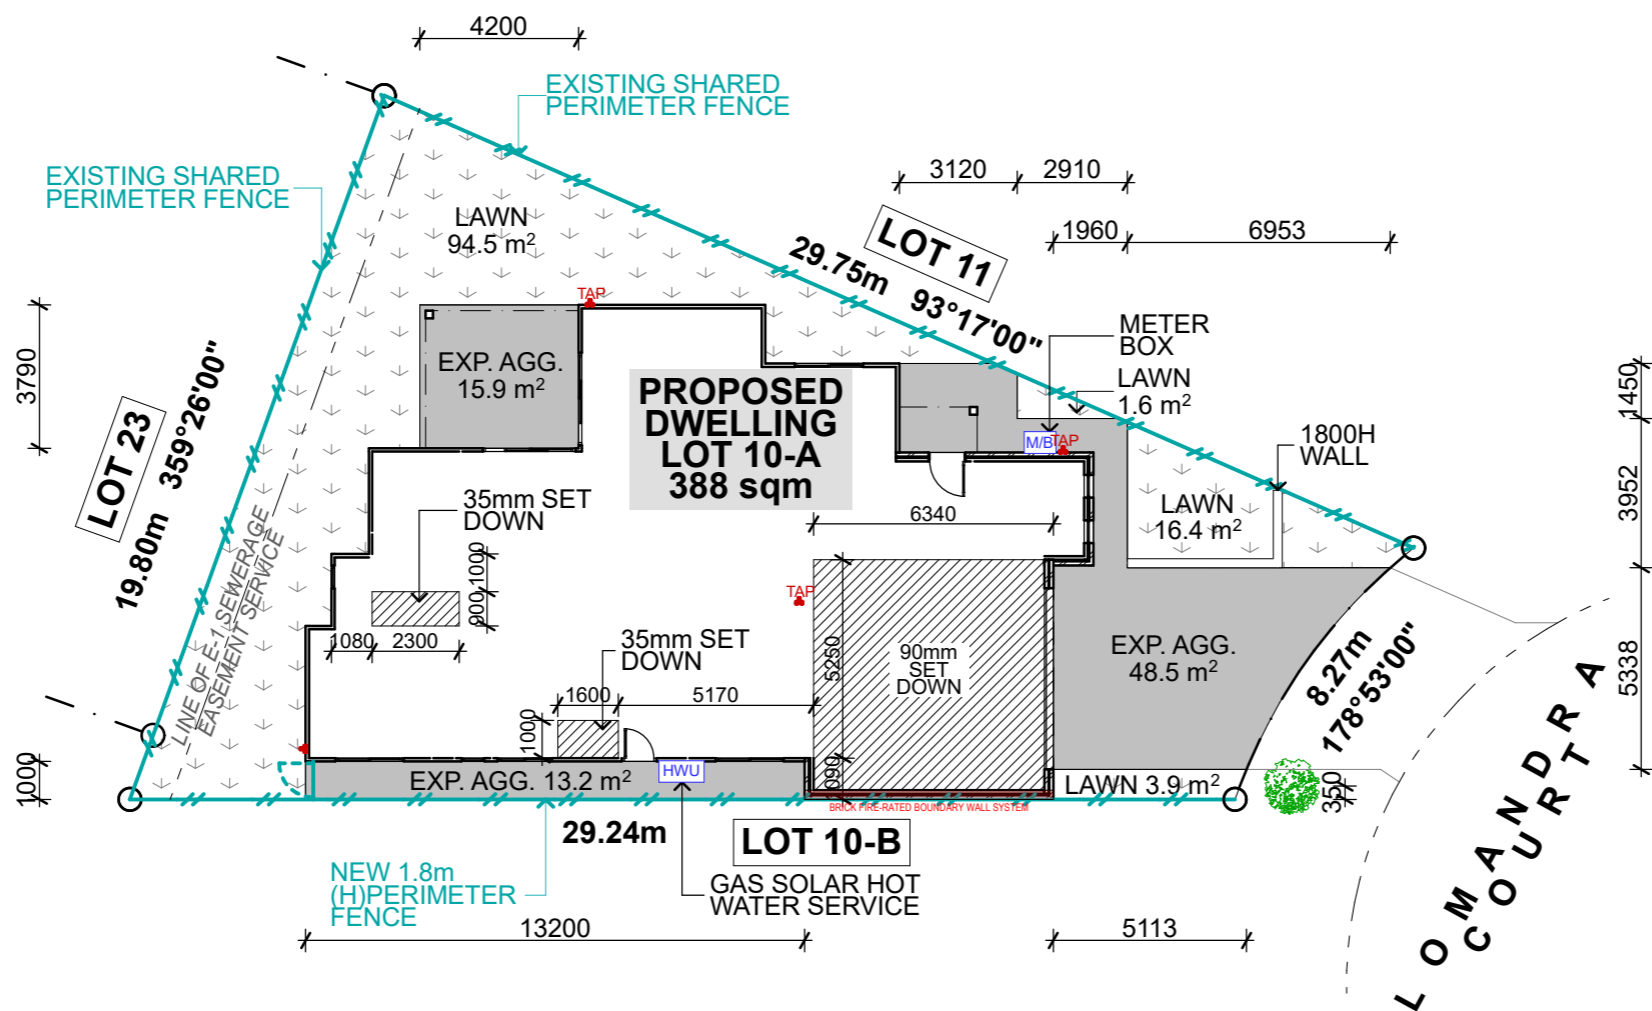 4200
EXISTING SHARED
PERIMETER FENCE
EXISTING SHARED
PERIMETER FENCE
3120
2910
1960
6953
LOT 11
29.75m 93°17'00"
LAWN
94.5 m²
TAP
3790
EXP. AGG.
15.9 m²
PROPOSED
DWELLING
LOT 10-A
388 sqm
METER
BOX
LAWN
1.6 m²
1450
M/B
TAP
1800H
WALL
LOT 23
19.80m 359°26'00"
35mm SET
DOWN
6340
LAWN
16.4 m²
3952
LINE OF E-1 SEWERAGE
EASEMENT SERVICE
1000
900
1080
2300
TAP
35mm SET
DOWN
5250
90mm
SET
DOWN
EXP. AGG.
48.5 m²
8.27m
178°53'00"
5338
1600
5170
1000
1000
EXP. AGG. 13.2 m²
HWU
090
LAWN 3.9 m²
350
BRICK FIRE-RATED BOUNDARY WALL SYSTEM
29.24m
LOT 10-B
NEW 1.8m
(H)PERIMETER
FENCE
GAS SOLAR HOT
WATER SERVICE
13200
5113
LOMANDRA
COURT